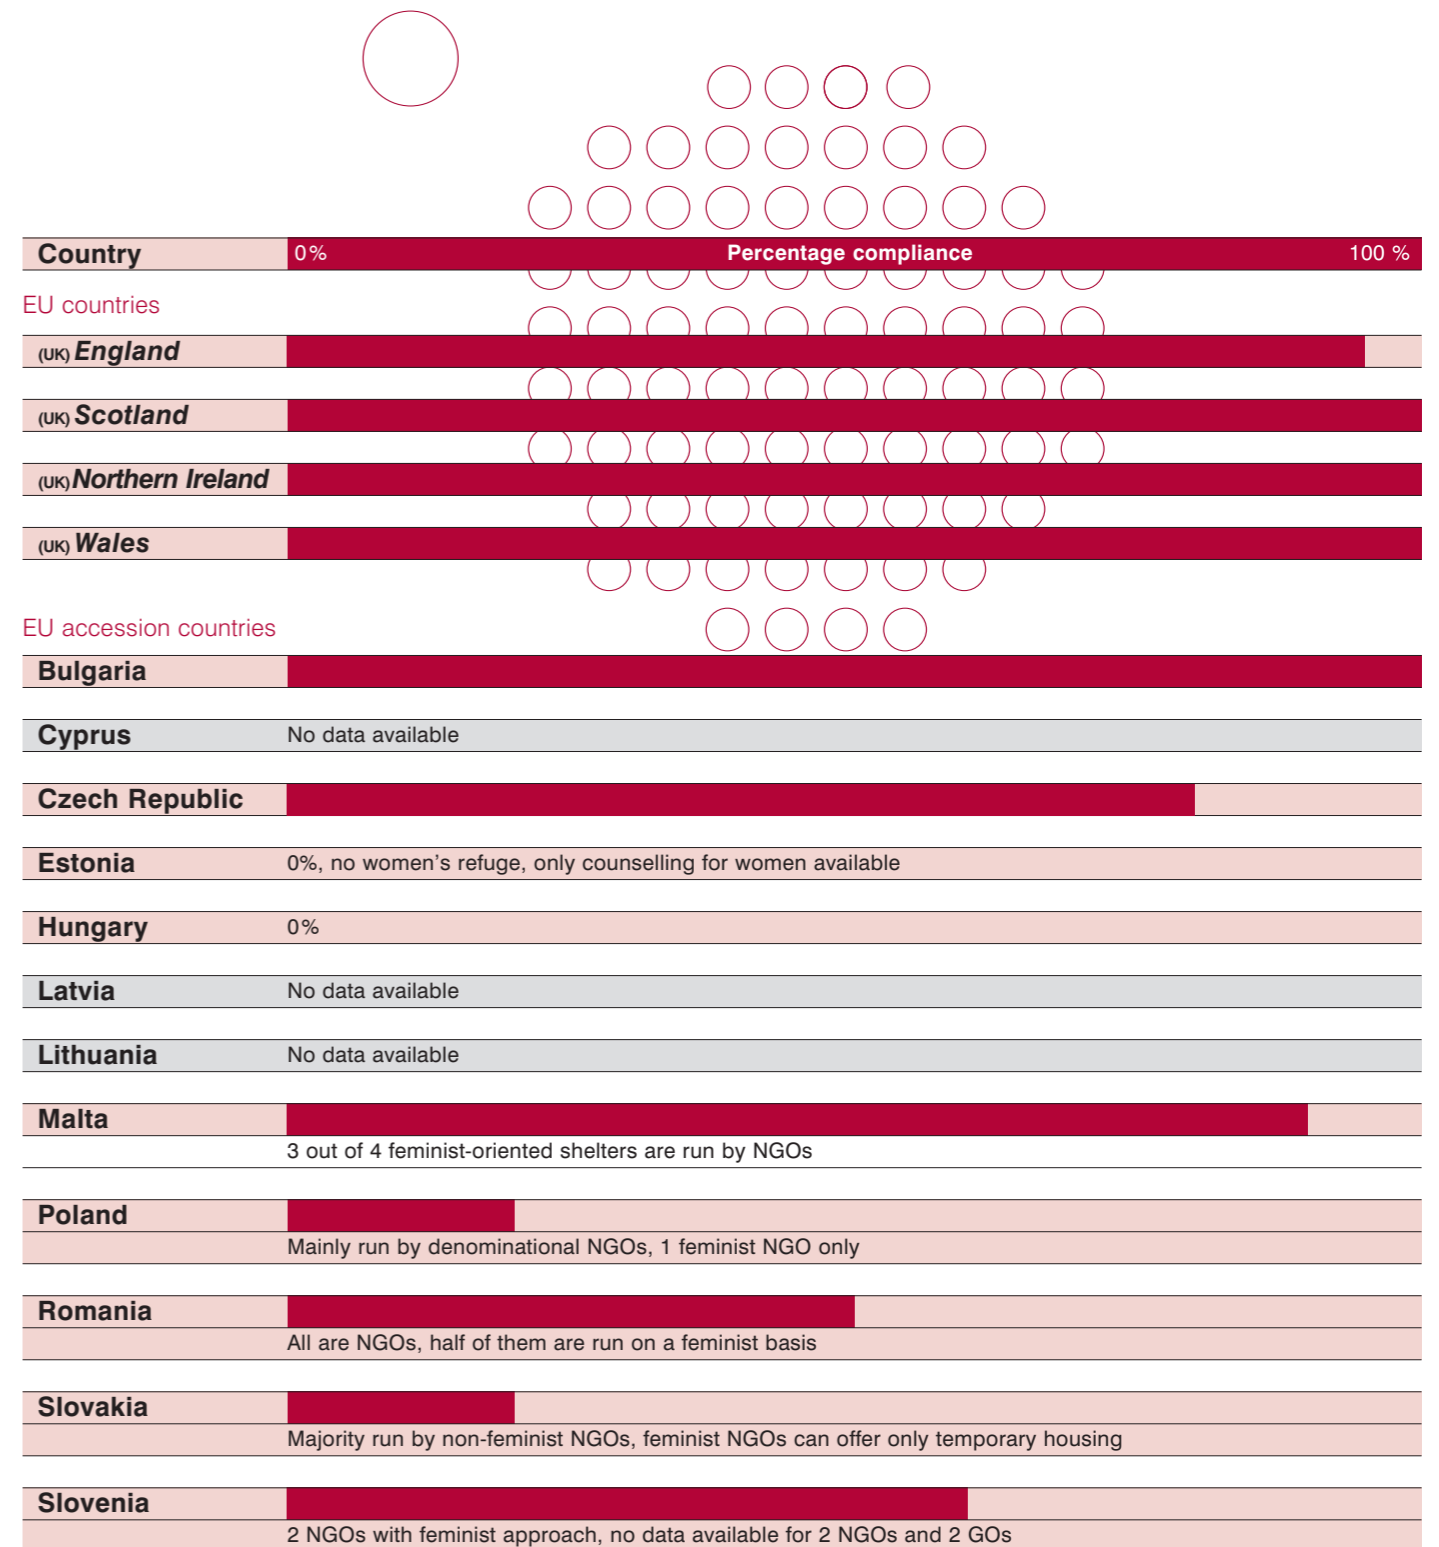 Country 0% Percentage compliance 100 %
EU countries
(UK) England
(UK) Scotland
(UK) Northern Ireland
(UK) Wales
EU accession countries
Bulgaria
Cyprus No data available
Czech Republic
Estonia 0%, no women’s refuge, only counselling for women available
Hungary 0%
Latvia No data available
Lithuania No data available
Malta
3 out of 4 feminist-oriented shelters are run by NGOs
Poland
Mainly run by denominational NGOs, 1 feminist NGO only
Romania
All are NGOs, half of them are run on a feminist basis
Slovakia
Majority run by non-feminist NGOs, feminist NGOs can offer only temporary housing
Slovenia
2 NGOs with feminist approach, no data available for 2 NGOs and 2 GOs